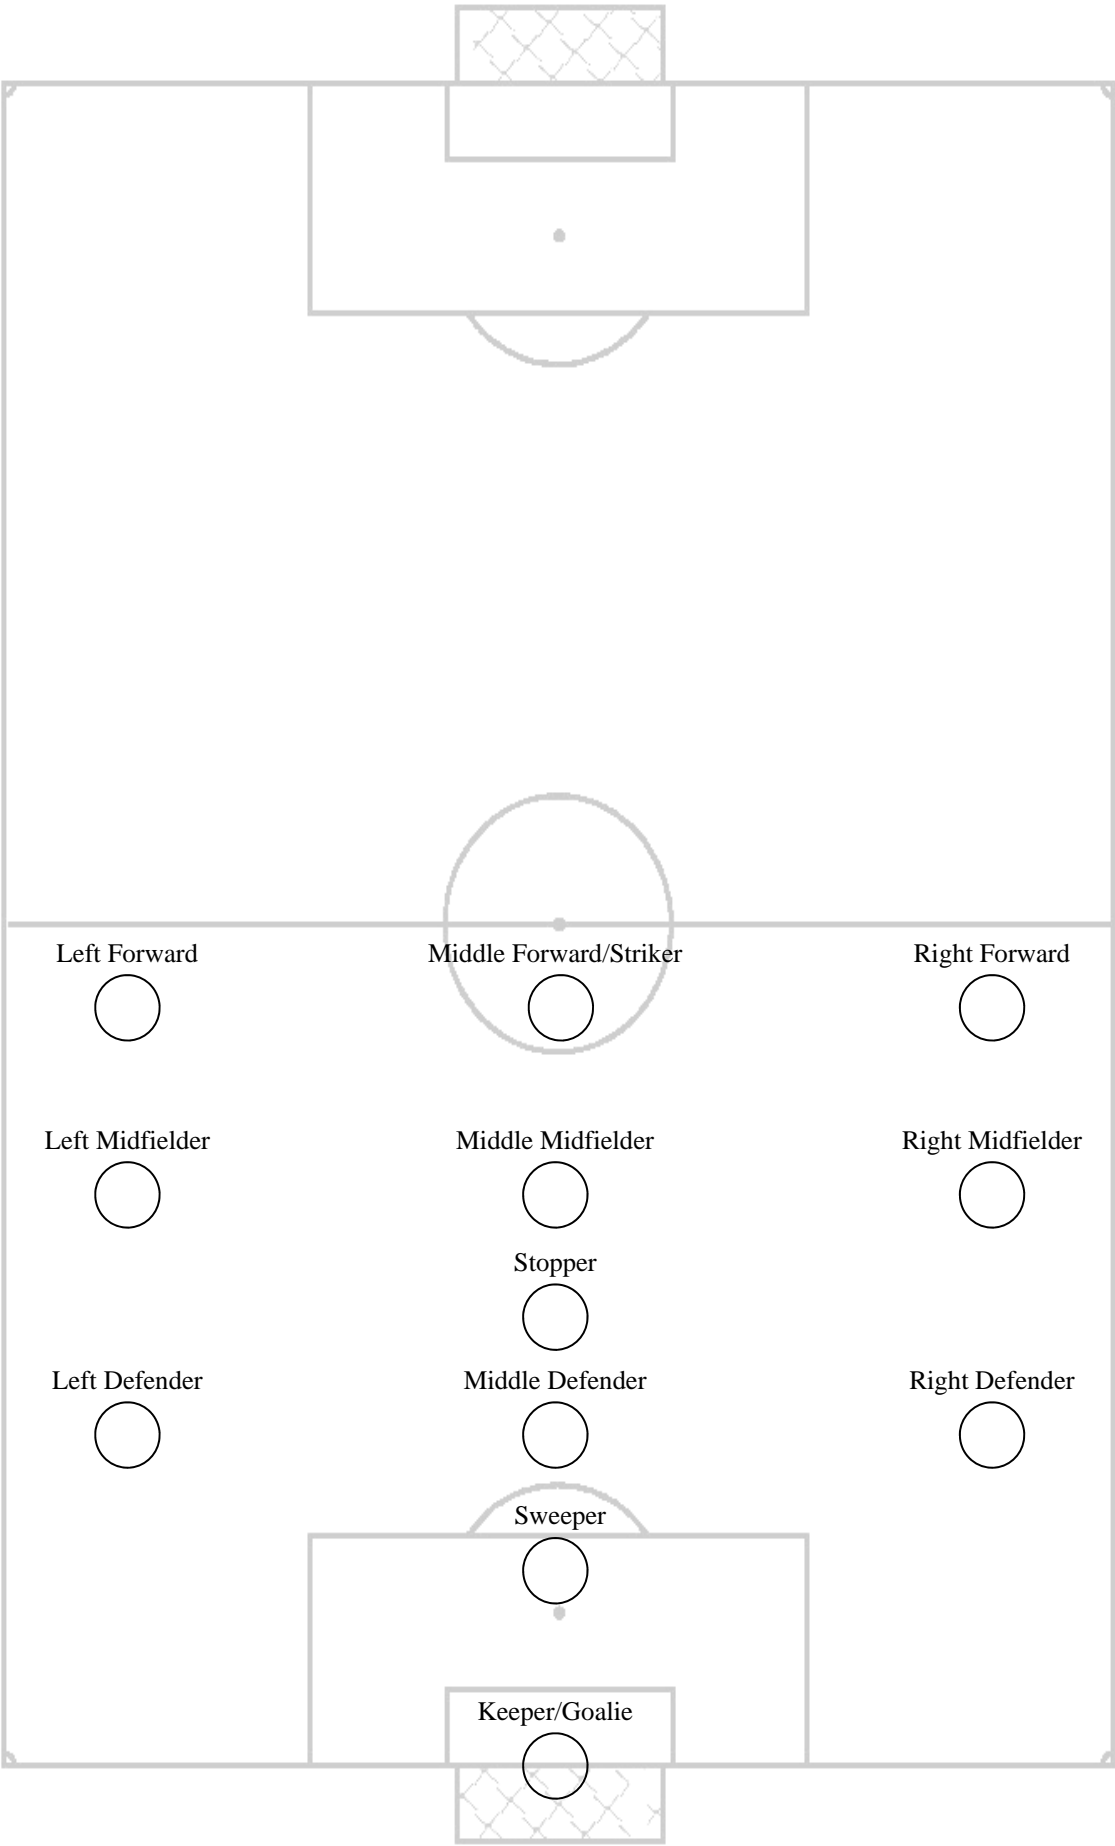 Left Forward
Middle Forward/Striker
Right Forward
Left Midfielder
Middle Midfielder
Right Midfielder
Stopper
Left Defender
Middle Defender
Right Defender
Sweeper
Keeper/Goalie